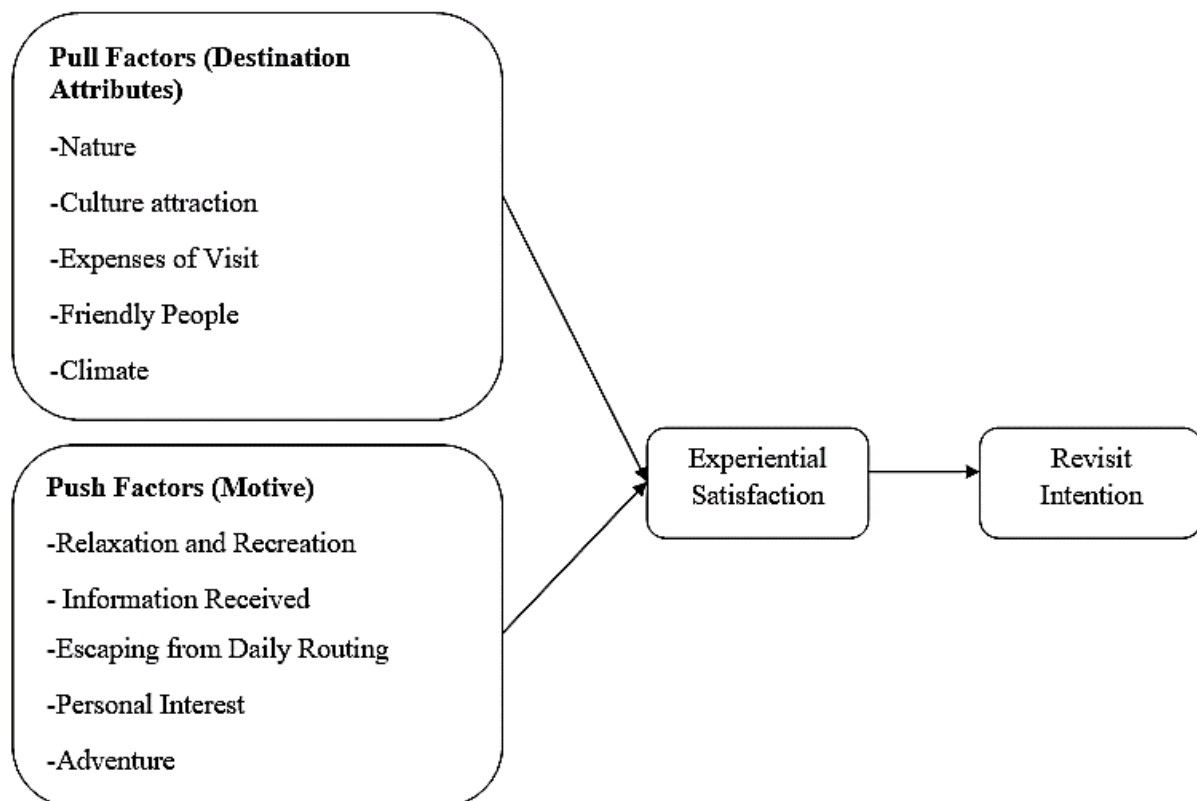 Pull Factors (Destination
Attributes)
-Nature
-Culture attraction
-Expenses of Visit
-Friendly People
-Climate
Push Factors (Motive)
-Relaxation and Recreation
- Information Received
-Escaping from Daily Routing
-Personal Interest
-Adventure
Experiential
Satisfaction
Revisit
Intention